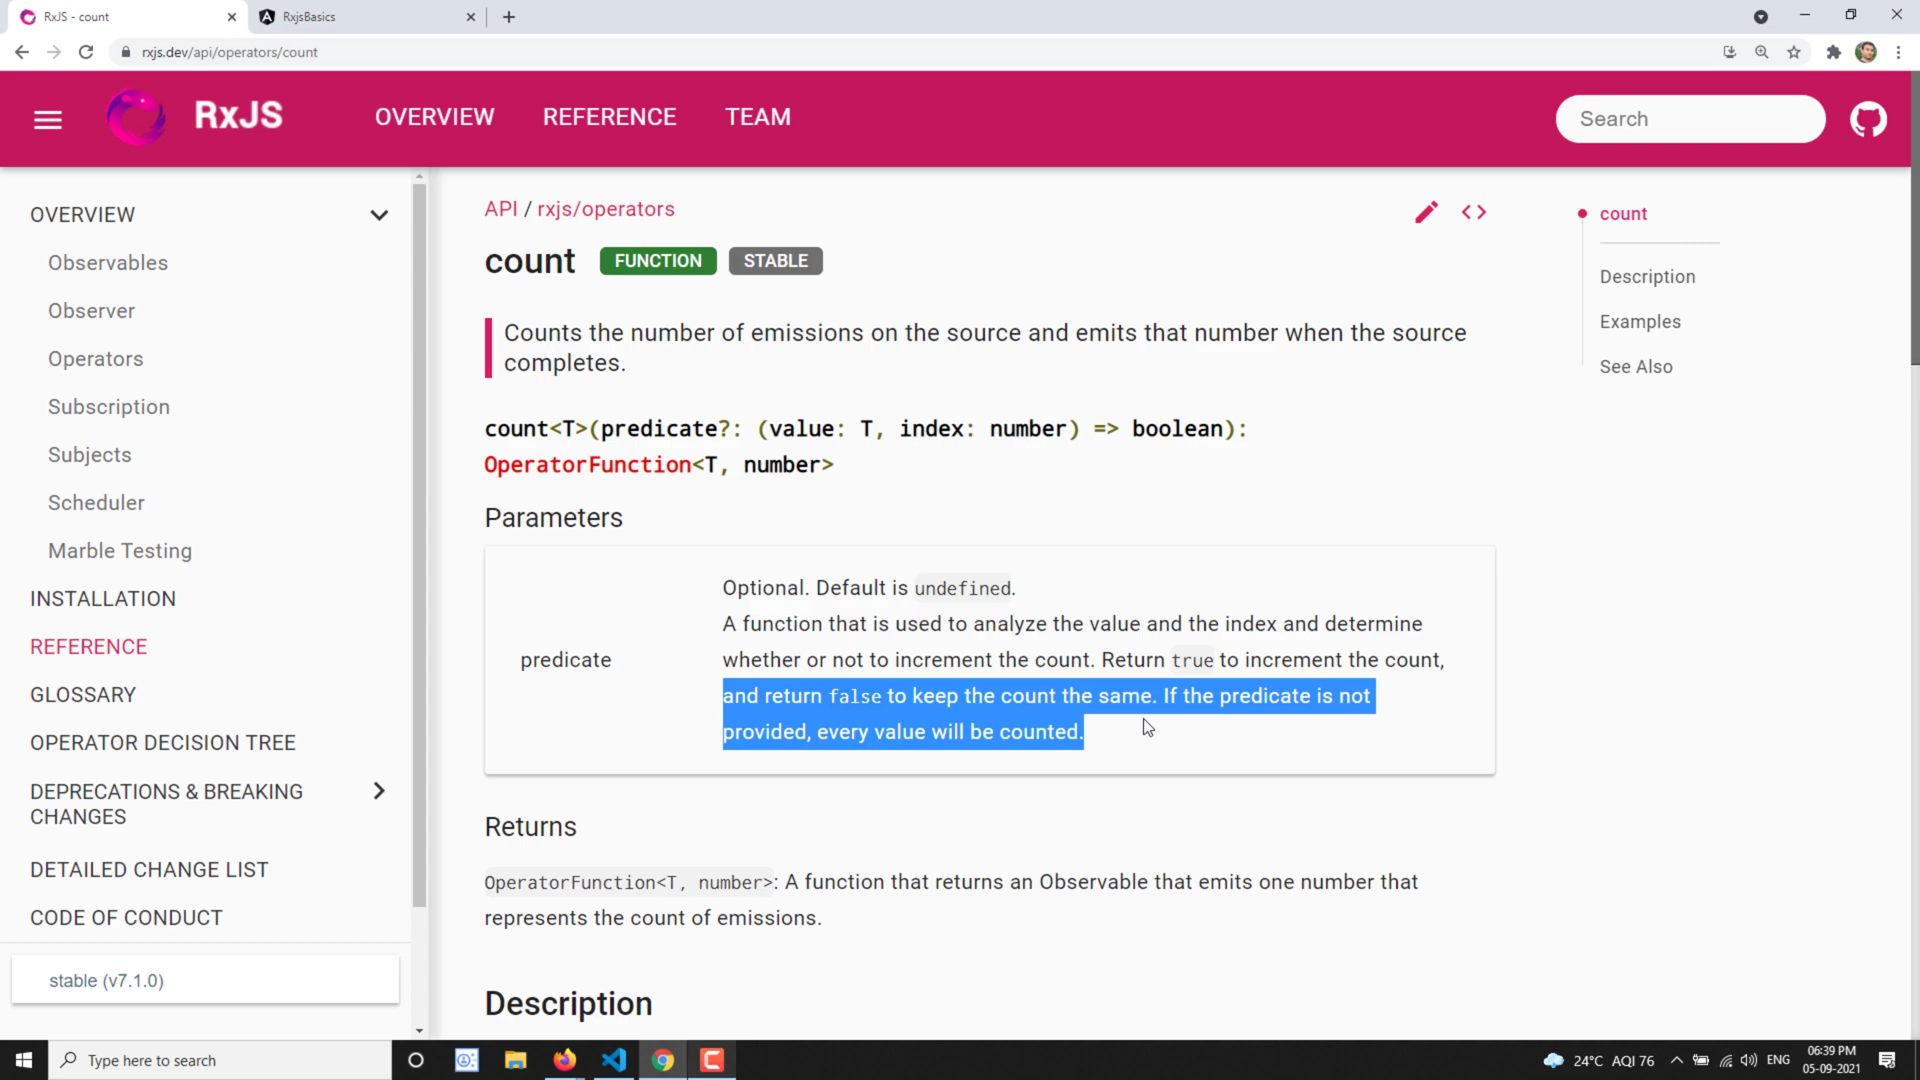 RxJS - count
RxjsBasics
rxjs.dev/api/operators/count
RxJS
OVERVIEW
REFERENCE
TEAM
Search
OVERVIEW
Observables
Observer
Operators
Subscription
Subjects
Scheduler
Marble Testing
INSTALLATION
REFERENCE
GLOSSARY
OPERATOR DECISION TREE
DEPRECATIONS & BREAKING
CHANGES
DETAILED CHANGE LIST
CODE OF CONDUCT
stable (v7.1.0)
API / rxjs/operators
count FUNCTION STABLE
Counts the number of emissions on the source and emits that number when the source
completes.
count<T>(predicate?: (value: T, index: number) => boolean):
OperatorFunction<T, number>
Parameters
predicate
Optional. Default is undefined.
A function that is used to analyze the value and the index and determine
whether or not to increment the count. Return true to increment the count,
and return false to keep the count the same. If the predicate is not
provided, every value will be counted.
Returns
OperatorFunction<T, number>: A function that returns an Observable that emits one number that
represents the count of emissions.
Description
count
Description
Examples
See Also
Type here to search
24°C AQI 76
ENG
06:39 PM
05-09-2021